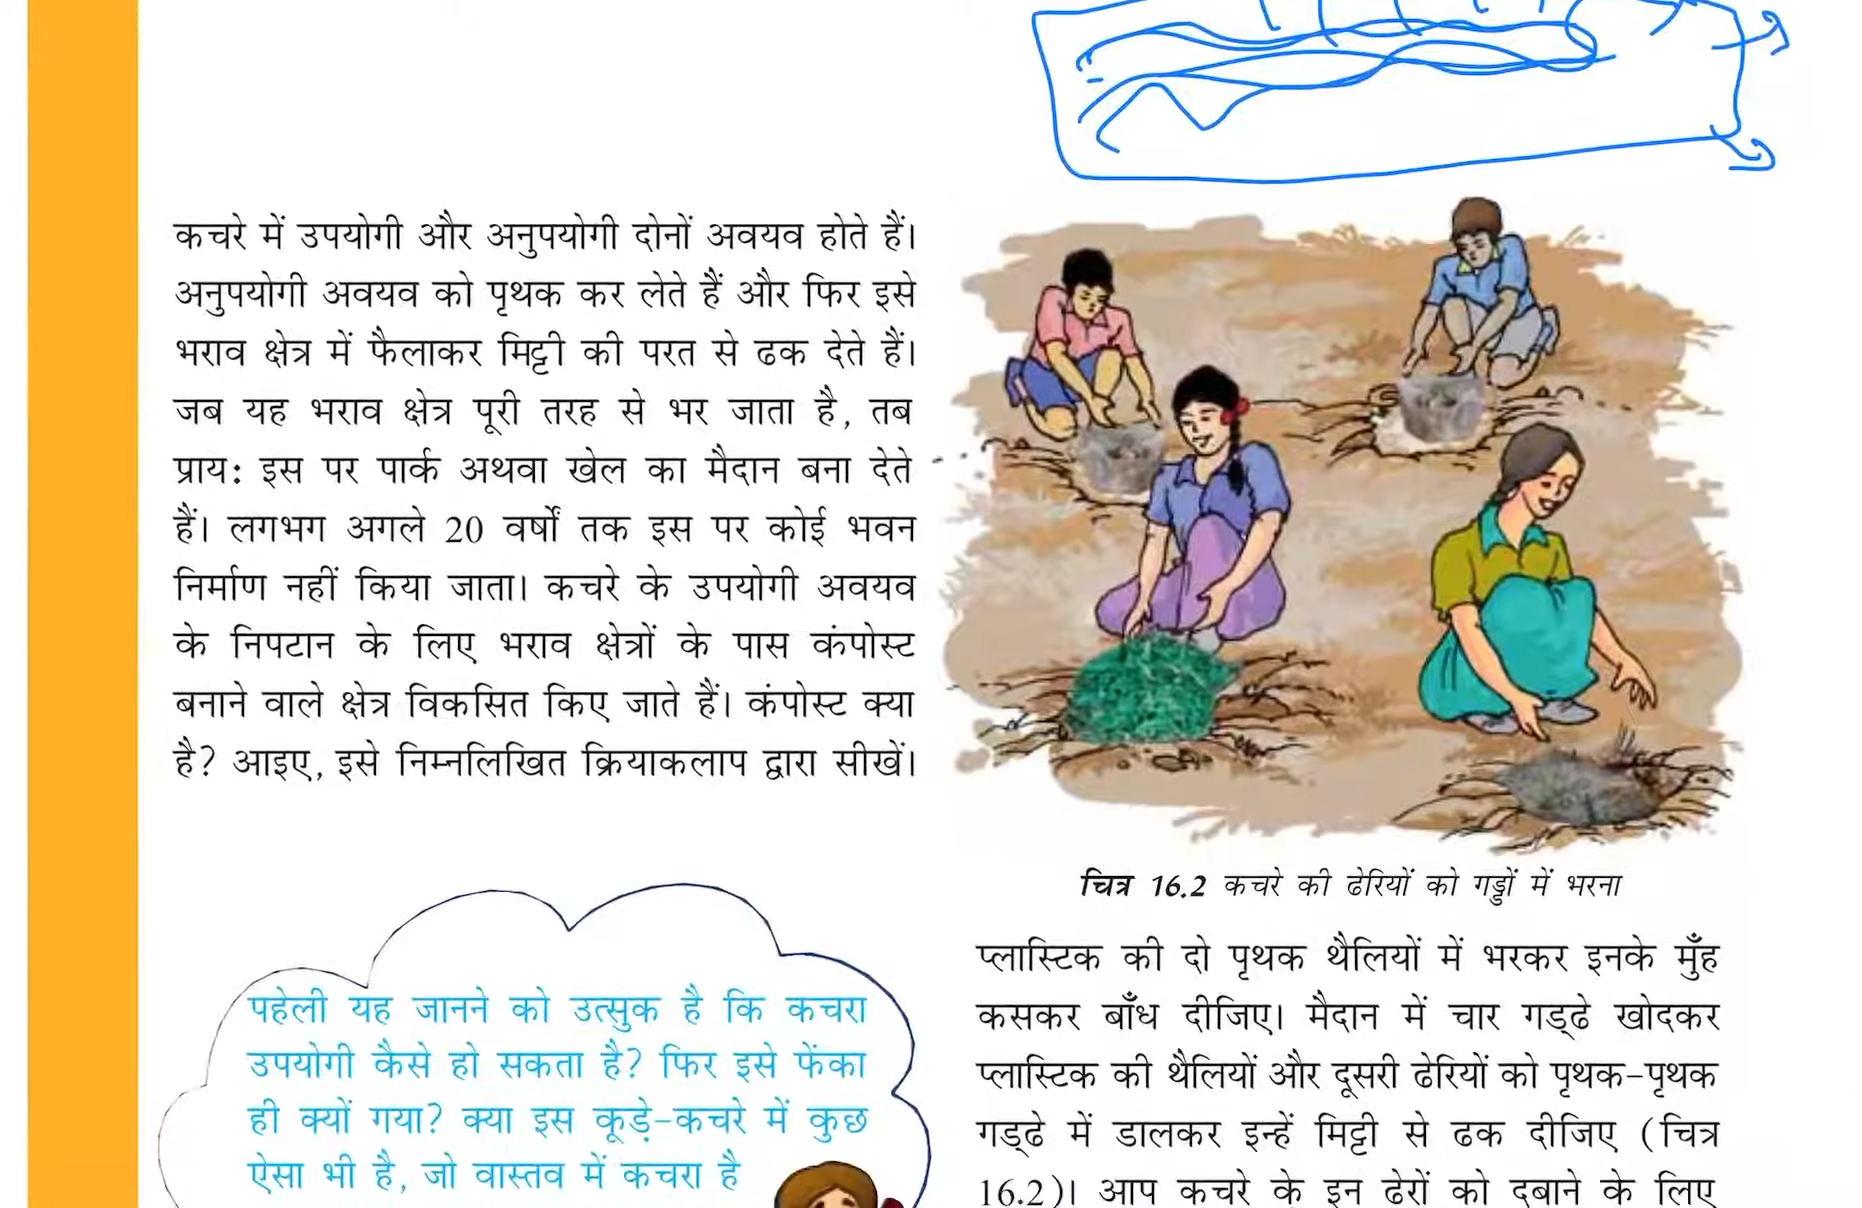 कचरे में उपयोगी और अनुपयोगी दोनों अवयव होते हैं।
अनुपयोगी अवयव को पृथक कर लेते हैं और फिर इसे
भराव क्षेत्र में फैलाकर मिट्टी की परत से ढक देते हैं।
जब यह भराव क्षेत्र पूरी तरह से भर जाता है, तब
प्राय: इस पर पार्क अथवा खेल का मैदान बना देते
हैं। लगभग अगले 20 वर्षों तक इस पर कोई भवन
निर्माण नहीं किया जाता। कचरे के उपयोगी अवयव
के निपटान के लिए भराव क्षेत्रों के पास कंपोस्ट
बनाने वाले क्षेत्र विकसित किए जाते हैं। कंपोस्ट क्या
है? आइए, इसे निम्नलिखित क्रियाकलाप द्वारा सीखें।
पहेली यह जानने को उत्सुक है कि कचरा
उपयोगी कैसे हो सकता है? फिर इसे फेंका
ही क्यों गया? क्या इस कूड़े-कचरे में कुछ
ऐसा भी है, जो वास्तव में कचरा है
चित्र 16.2 कचरे की ढेरियों को गड्ढों में भरना
प्लास्टिक की दो पृथक थैलियों में भरकर इनके मुँह
कसकर बाँध दीजिए। मैदान में चार गड्ढे खोदकर
प्लास्टिक की थैलियों और दूसरी ढेरियों को पृथक-पृथक
गड्ढे में डालकर इन्हें मिट्टी से ढक दीजिए (चित्र
16.2)। आप कचरे के इन ढेरों को दबाने के लिए